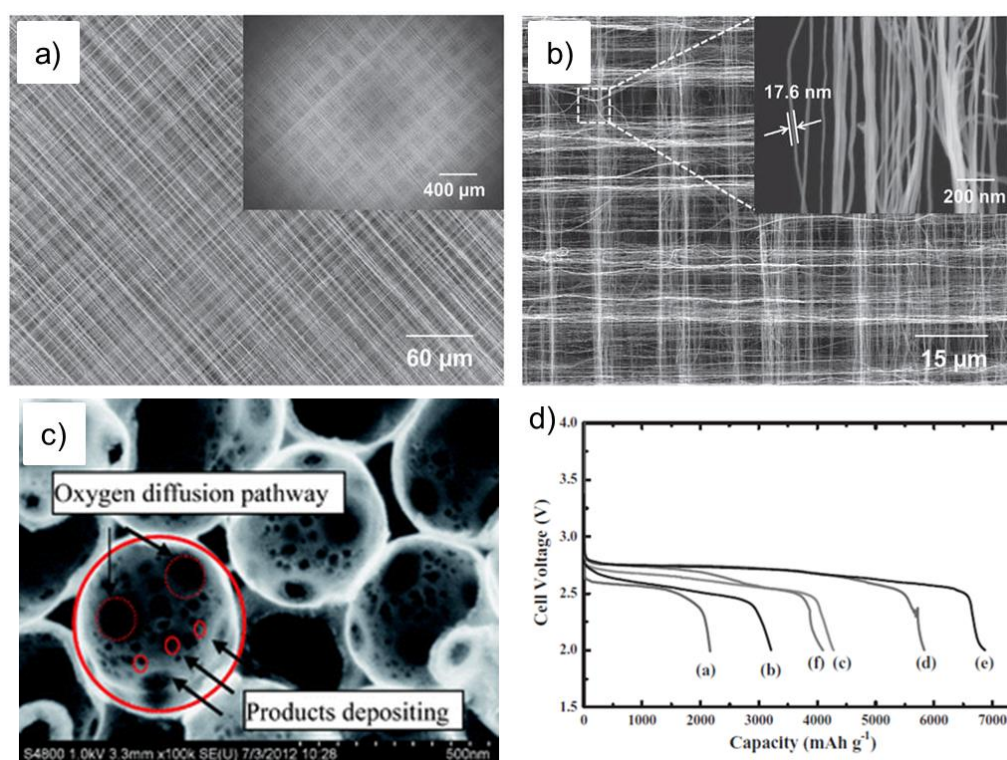 a)
400 µm
60 µm
b)
17.6 nm
200 nm
15 µm
c)
Oxygen diffusion pathway
Products depositing
S4800 1.0kV 3.3mm x100k SE(U) 7/3/2012 10:28
500nm
d)
4.0
3.5
3.0
2.5
2.0
1.5
Cell Voltage (V)
(a) (b) (f) (c) (d) (e)
0 1000 2000 3000 4000 5000 6000 7000
Capacity (mAh g⁻¹)